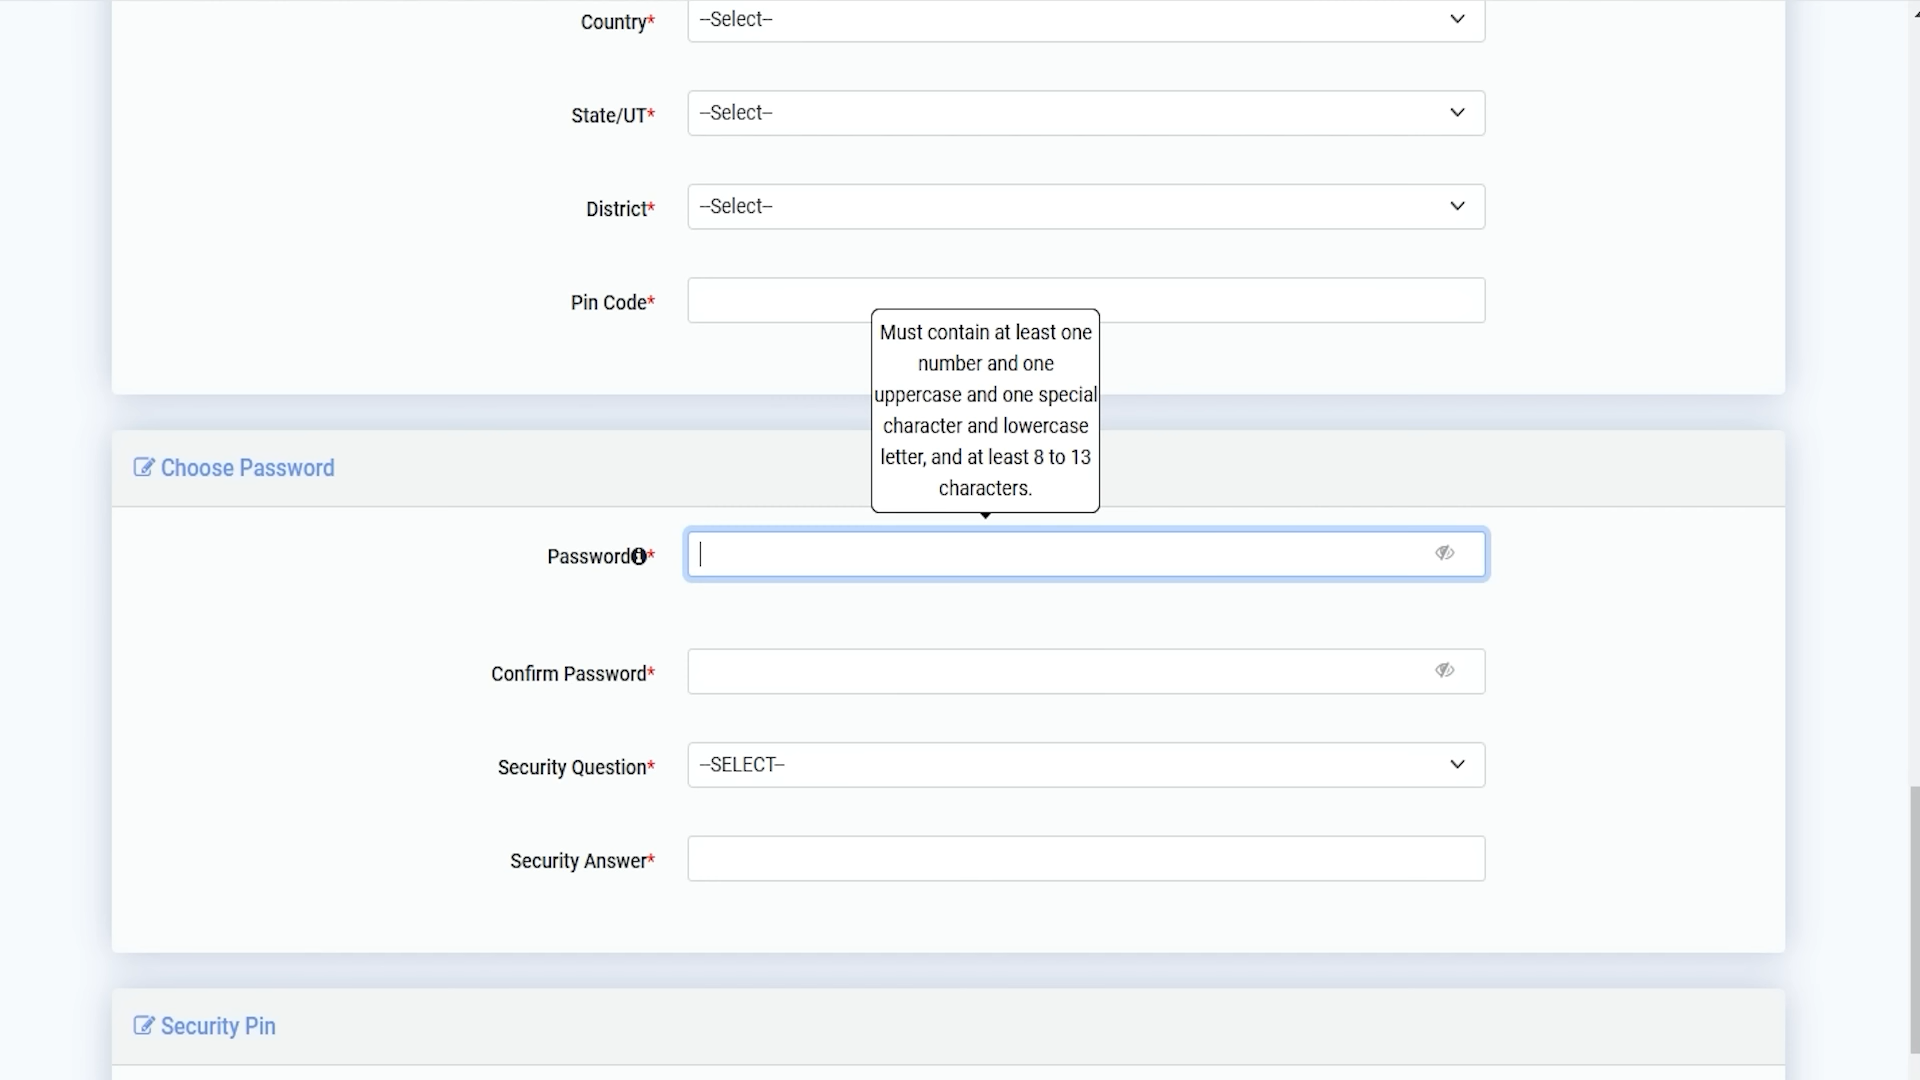 Country*
--Select--
State/UT*
--Select--
District*
--Select--
Pin Code*
Must contain at least one
number and one
uppercase and one special
character and lowercase
letter, and at least 8 to 13
characters.
Choose Password
Password*
Confirm Password*
Security Question*
--SELECT--
Security Answer*
Security Pin